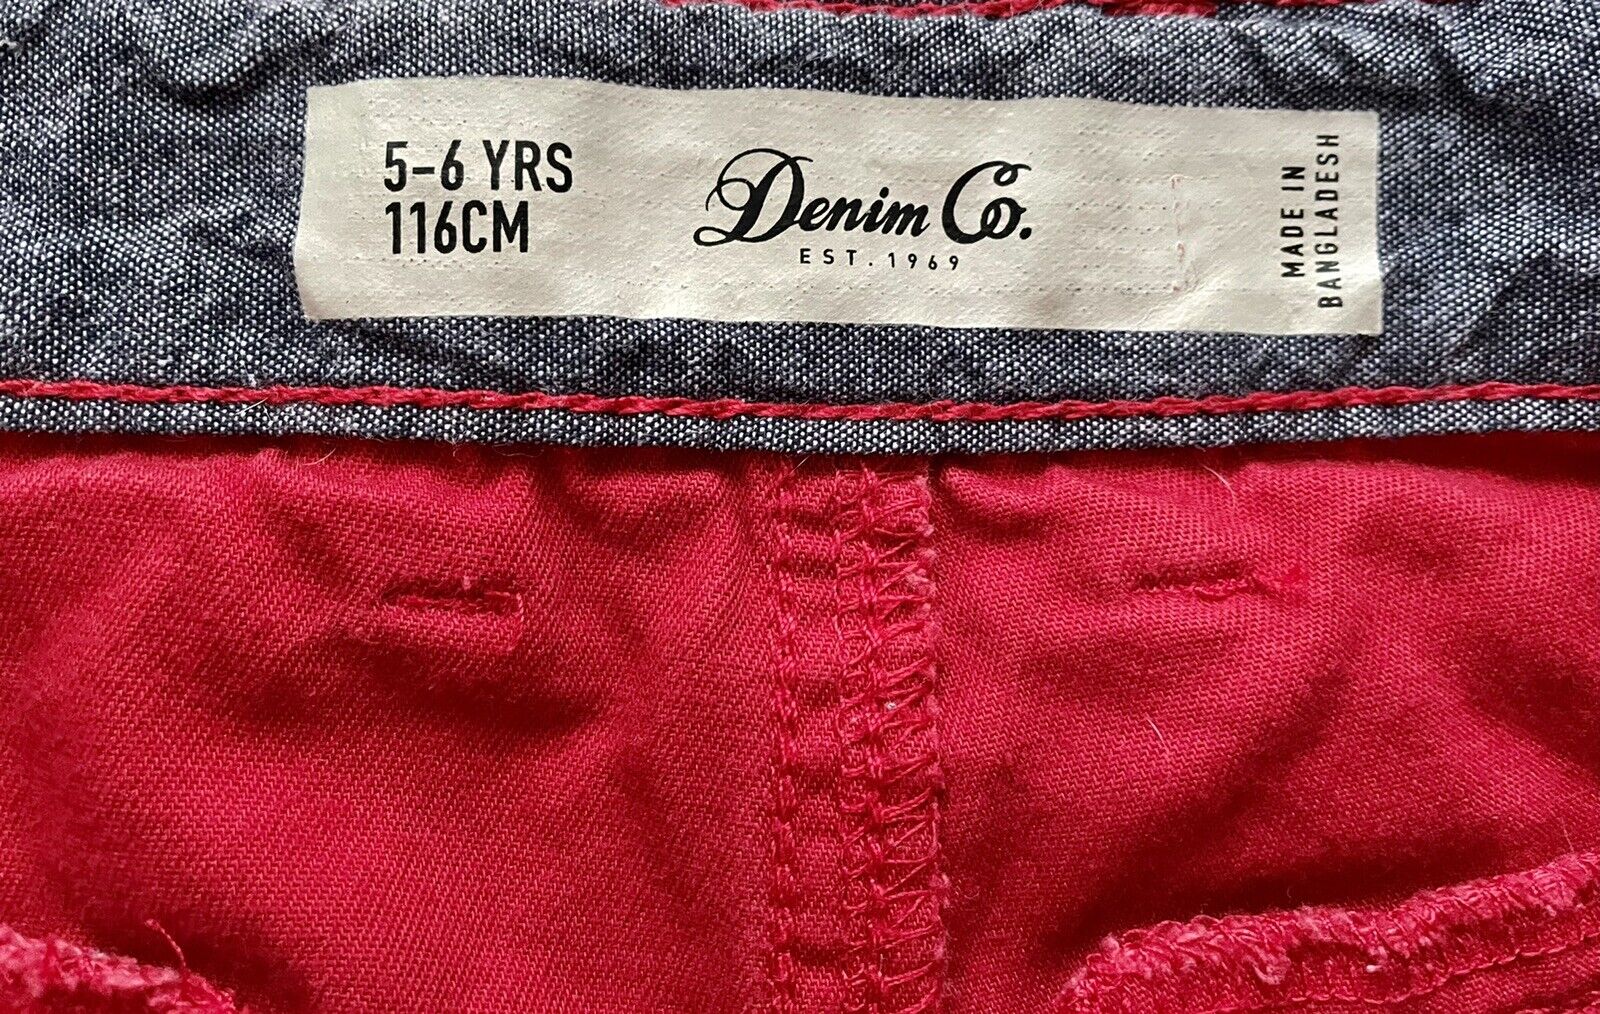 5-6 YRS
116CM
Denim Co.
EST. 1969
MADE IN
BANGLADESH